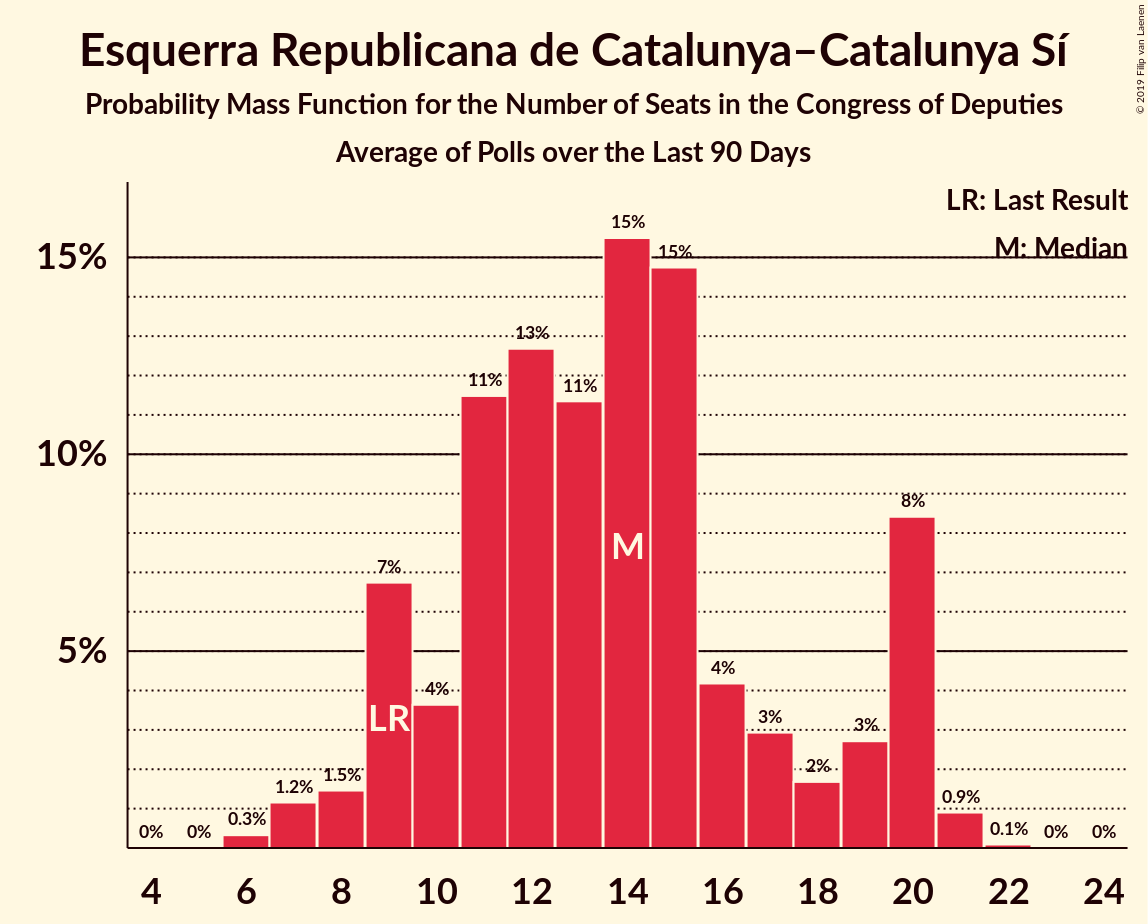 Esquerra Republicana de Catalunya–Catalunya Sí
Probability Mass Function for the Number of Seats in the Congress of Deputies
Average of Polls over the Last 90 Days
© 2019 Filip van Laenen
LR: Last Result
M: Median
15%
10%
5%
0% 0% 0.3% 1.2% 1.5% 7% 4% 11% 13% 11% 15% 15% 4% 3% 2% 3% 8% 0.9% 0.1% 0% 0%
LR
M
4 6 8 10 12 14 16 18 20 22 24